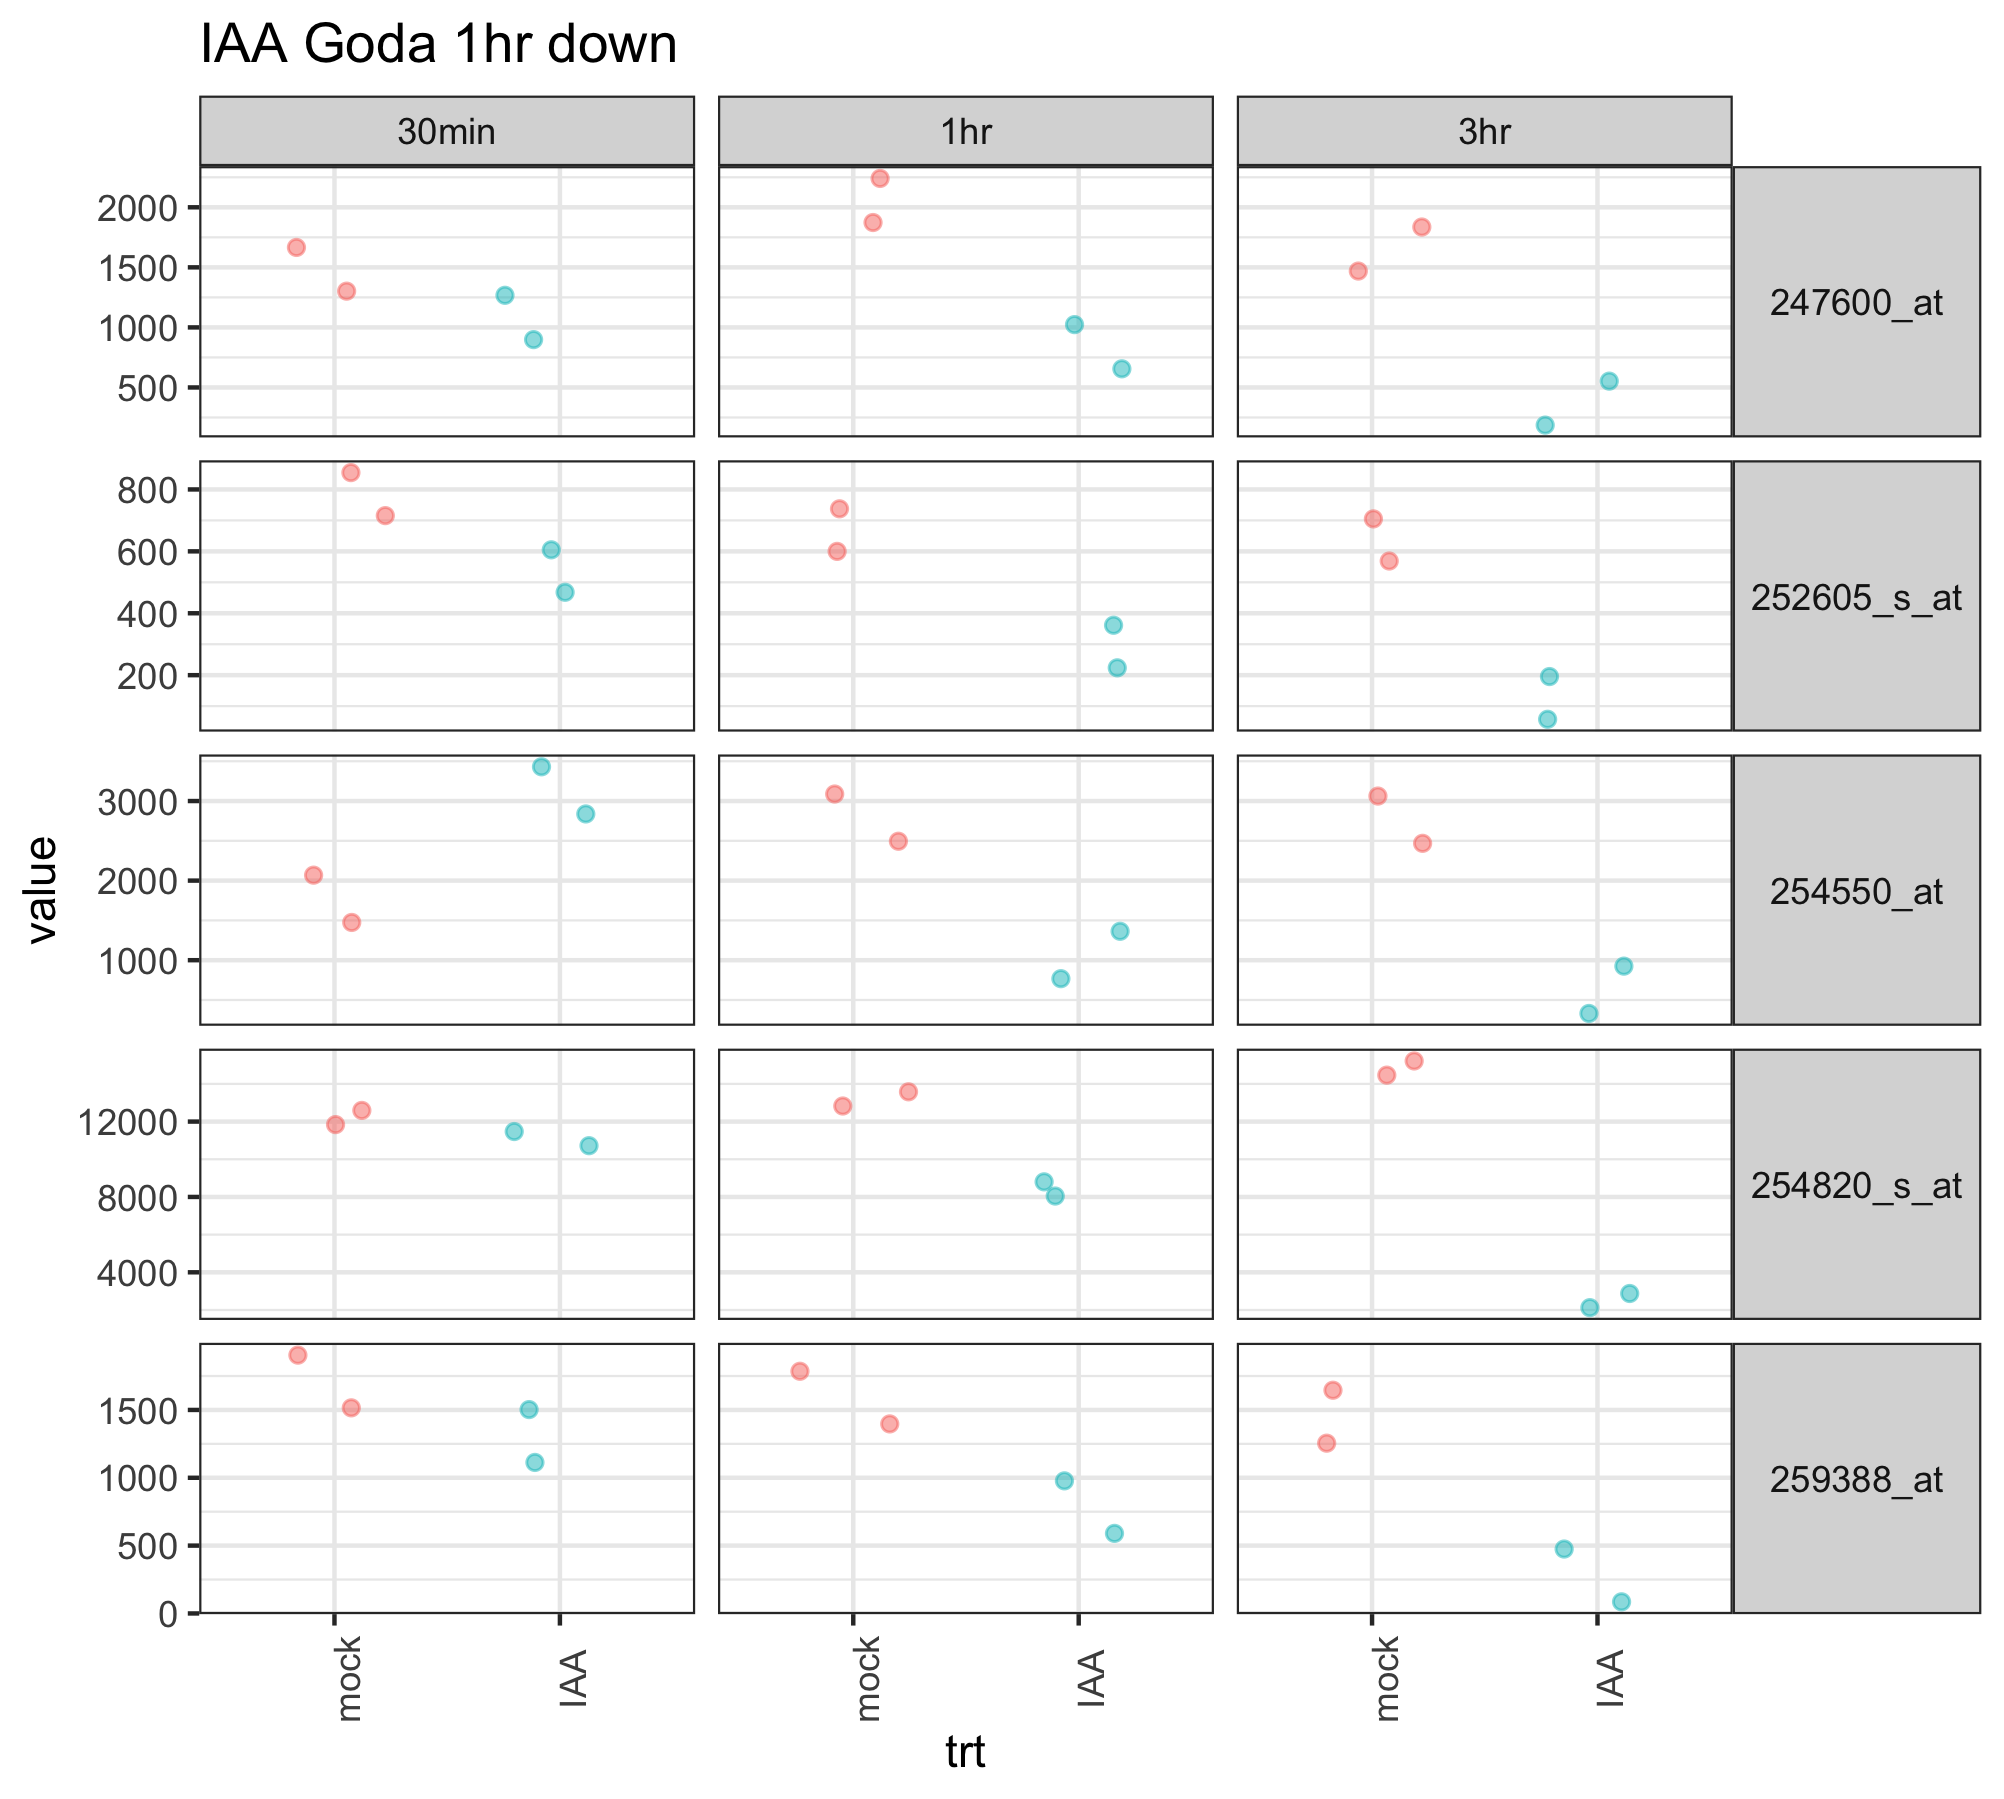 IAA Goda 1hr down
30min 1hr 3hr
2000
1500
1000
500
247600_at
800
600
400
200
252605_s_at
3000
2000
1000
254550_at
12000
8000
4000
254820_s_at
1500
1000
500
0
259388_at
value
mock IAA mock IAA mock IAA
trt